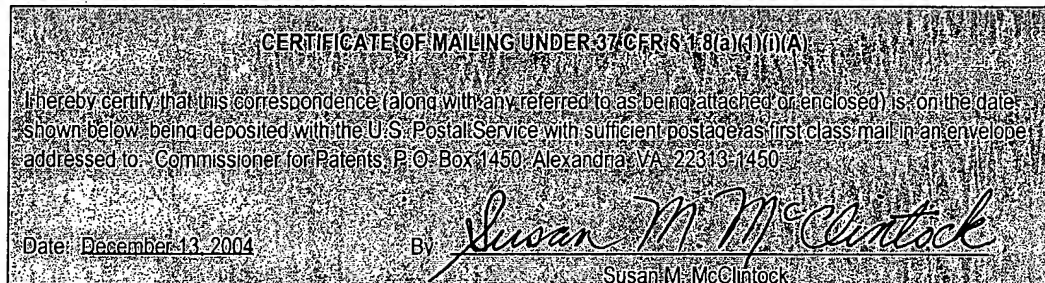 CERTIFICATE OF MAILING UNDER 37 CFR § 1.8(a)(1)(i)(A)
I hereby certify that this correspondence (along with any referred to as being attached or enclosed) is, on the date
shown below, being deposited with the U.S. Postal Service with sufficient postage as first class mail in an envelope
addressed to: Commissioner for Patents, P.O. Box 1450, Alexandria, VA 22313-1450
Date: December 13, 2004 By Susan M McClintock
Susan M. McClintock